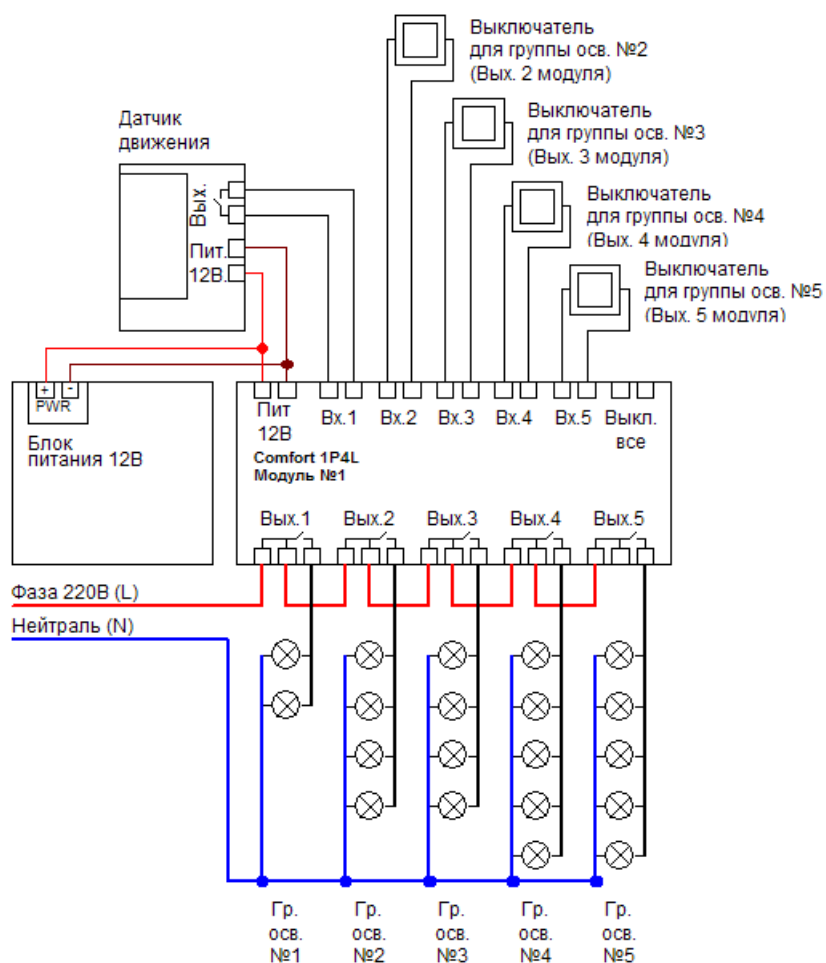 Выключатель
для группы осв. №2
(Вых. 2 модуля)
Выключатель
для группы осв. №3
(Вых. 3 модуля)
Выключатель
для группы осв. №4
(Вых. 4 модуля)
Выключатель
для группы осв. №5
(Вых. 5 модуля)
Датчик
движения
Вых.
Пит.
12В.
+ -
PWR
Блок
питания 12В
Пит
12В
Вх.1
Вх.2
Вх.3
Вх.4
Вх.5
Выкл.
все
Comfort 1P4L
Модуль №1
Вых.1
Вых.2
Вых.3
Вых.4
Вых.5
Фаза 220В (L)
Нейтраль (N)
Гр.
осв.
№1
Гр.
осв.
№2
Гр.
осв.
№3
Гр.
осв.
№4
Гр.
осв.
№5